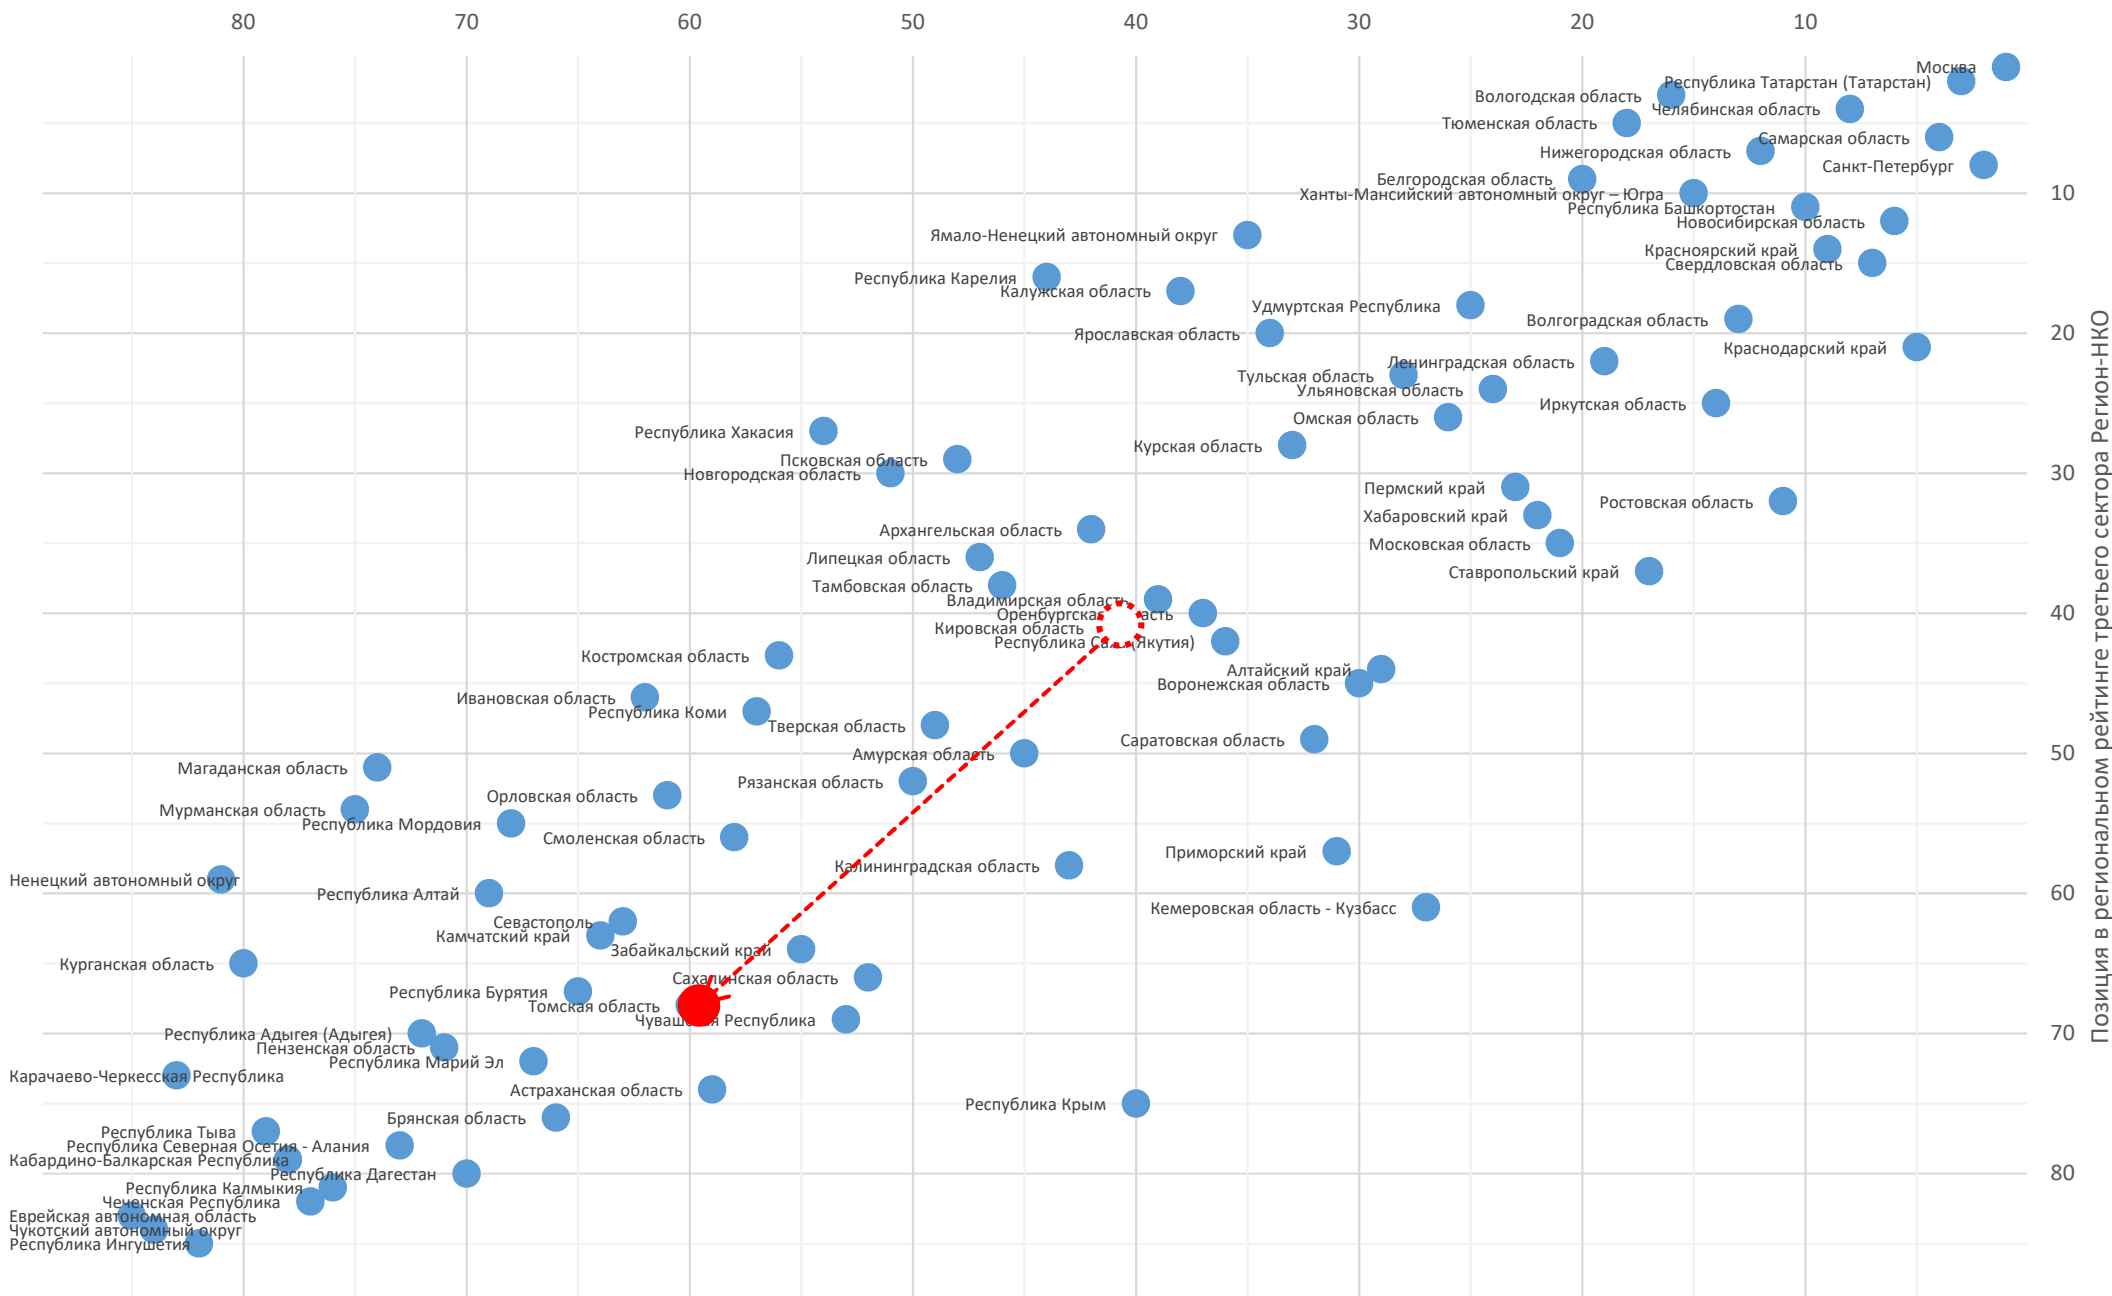 80 70 60 50 40 30 20 10
Москва
Республика Татарстан (Татарстан)
Вологодская область
Челябинская область
Тюменская область
Самарская область
Нижегородская область
Санкт-Петербург
Белгородская область
10
Ханты-Мансийский автономный округ – Югра
Республика Башкортостан
Новосибирская область
Ямало-Ненецкий автономный округ
Красноярский край
Свердловская область
Республика Карелия
Калужская область
Удмуртская Республика
Волгоградская область
20
Ярославская область
Краснодарский край
Ленинградская область
Тульская область
Ульяновская область
Иркутская область
Омская область
Республика Хакасия
Курская область
Псковская область
30
Новгородская область
Пермский край
Ростовская область
Хабаровский край
Архангельская область
Московская область
Липецкая область
Ставропольский край
Тамбовская область
Владимирская область
40
Оренбургская область
Кировская область
Республика Саха (Якутия)
Костромская область
Алтайский край
Воронежская область
Ивановская область
Республика Коми
Тверская область
Саратовская область
50
Амурская область
Магаданская область
Рязанская область
Орловская область
Мурманская область
Республика Мордовия
Смоленская область
Приморский край
Калининградская область
Ненецкий автономный округ
60
Республика Алтай
Кемеровская область - Кузбасс
Севастополь
Камчатский край
Забайкальский край
Курганская область
Сахалинская область
Республика Бурятия
Томская область
Чувашская Республика
70
Республика Адыгея (Адыгея)
Пензенская область
Республика Марий Эл
Карачаево-Черкесская Республика
Астраханская область
Республика Крым
Брянская область
Республика Тыва
Республика Северная Осетия - Алания
Кабардино-Балкарская Республика
80
Республика Дагестан
Республика Калмыкия
Чеченская Республика
Еврейская автономная область
Чукотский автономный округ
Республика Ингушетия
Позиция в региональном рейтинге третьего сектора Регион-НКО